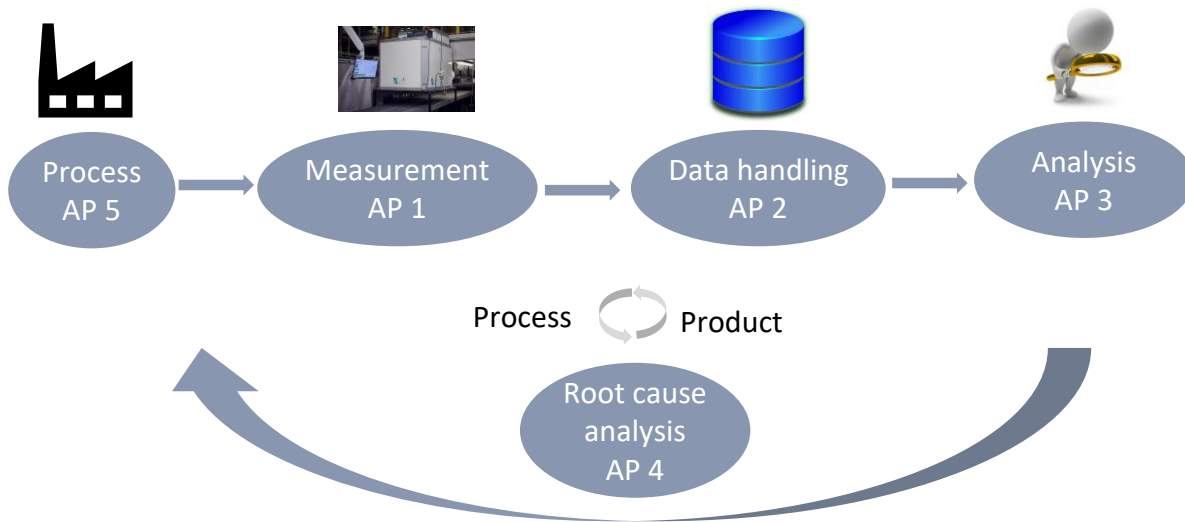 Process
AP 5
Measurement
AP 1
Data handling
AP 2
Analysis
AP 3
Process
Product
Root cause
analysis
AP 4